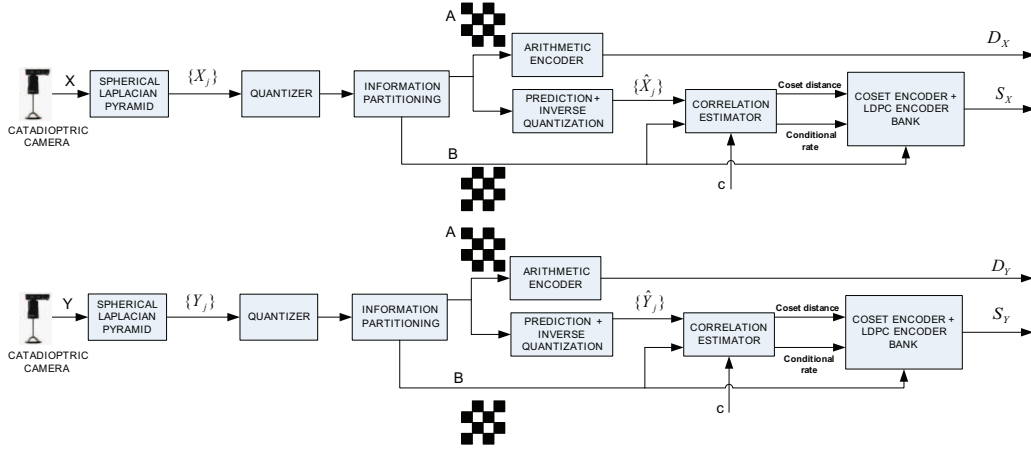 A
D_X
ARITHMETIC
ENCODER
X
SPHERICAL
LAPLACIAN
PYRAMID
{X_j}
QUANTIZER
INFORMATION
PARTITIONING
PREDICTION+
INVERSE
QUANTIZATION
{X̂_j}
CORRELATION
ESTIMATOR
Coset distance
Conditional
rate
COSET ENCODER +
LDPC ENCODER
BANK
S_X
CATADIOPTRIC
CAMERA
B
c
A
D_Y
ARITHMETIC
ENCODER
Y
SPHERICAL
LAPLACIAN
PYRAMID
{Y_j}
QUANTIZER
INFORMATION
PARTITIONING
PREDICTION +
INVERSE
QUANTIZATION
{Ŷ_j}
CORRELATION
ESTIMATOR
Coset distance
Conditional
rate
COSET ENCODER +
LDPC ENCODER
BANK
S_Y
CATADIOPTRIC
CAMERA
B
c